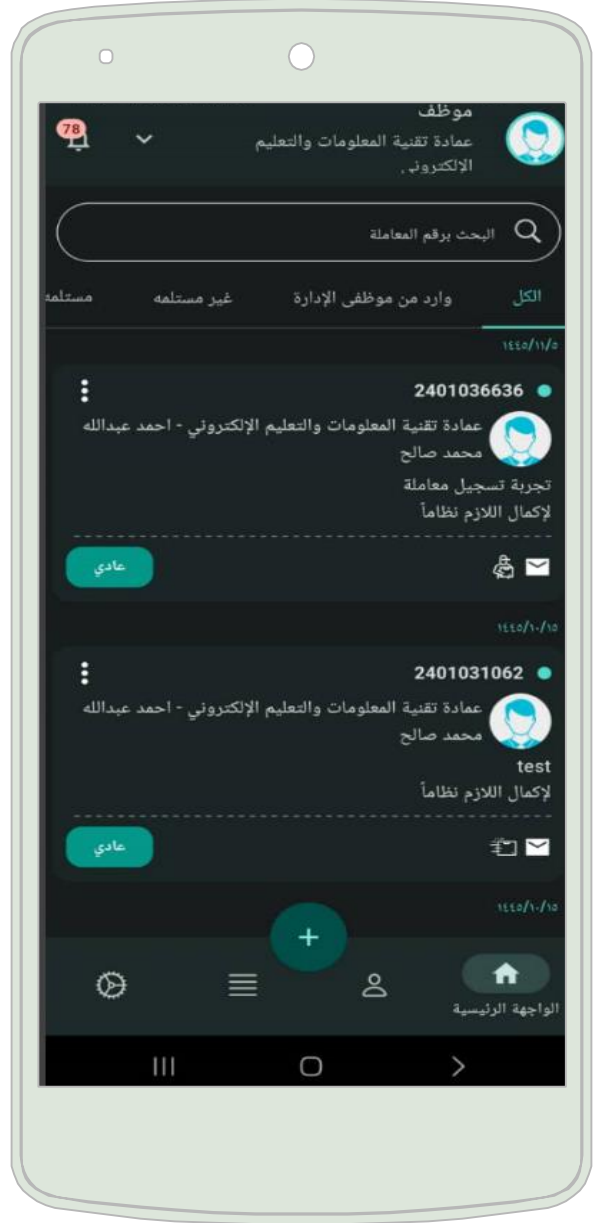 موظف
78
عمادة تقنية المعلومات والتعليم
الإلكتروني
البحث برقم المعاملة
الكل
وارد من موظفي الإدارة
غير مستلمه
مستلمه
١٤٤٥/١١/٥
2401036636
عمادة تقنية المعلومات والتعليم الإلكتروني - احمد عبدالله
محمد صالح
تجربة تسجيل معاملة
لإكمال اللازم نظاماً
عادي
١٤٤٥/١٠/١٥
2401031062
عمادة تقنية المعلومات والتعليم الإلكتروني - احمد عبدالله
محمد صالح
test
لإكمال اللازم نظاماً
عادي
١٤٤٥/١٠/١٥
الواجهة الرئيسية